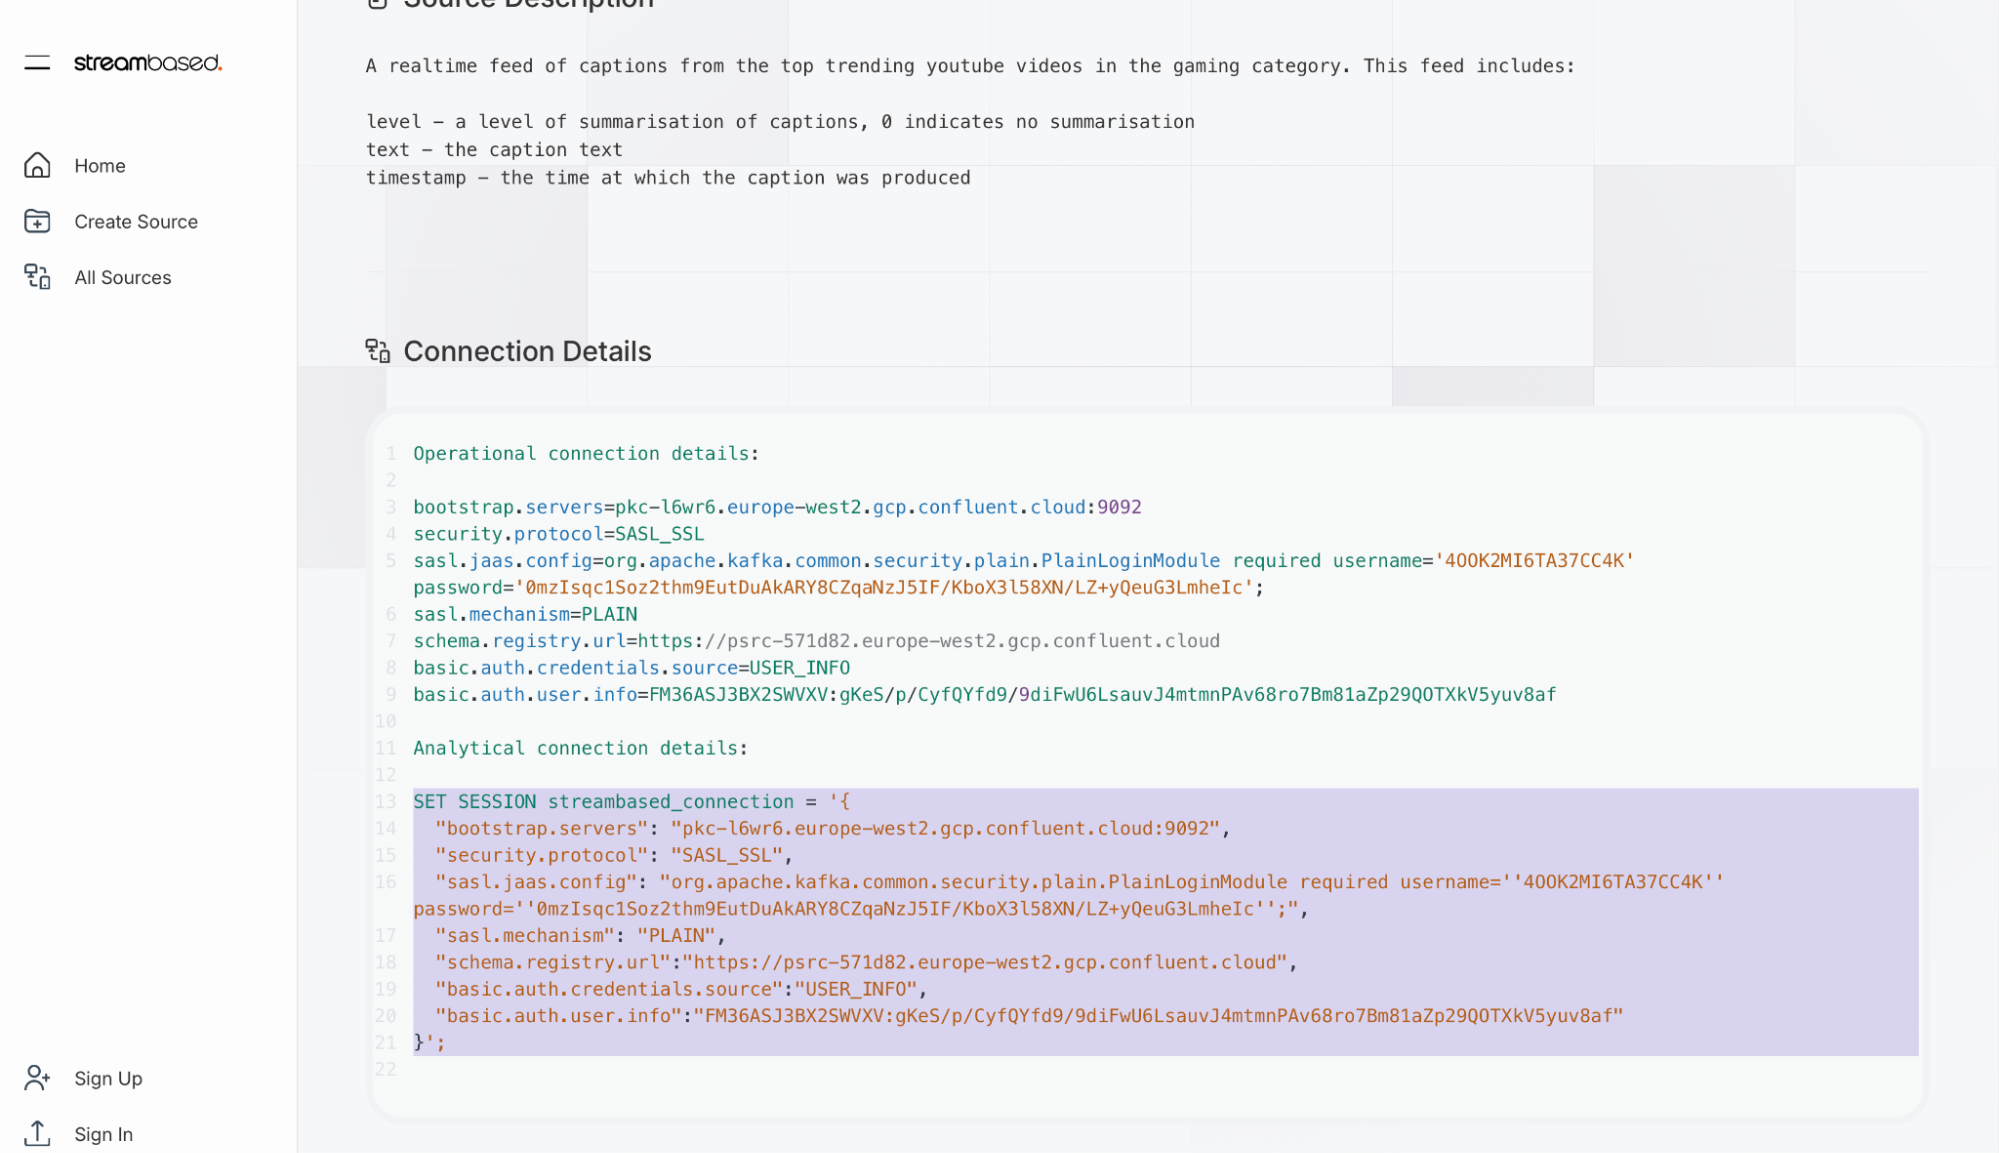 Source Description
streambased.
A realtime feed of captions from the top trending youtube videos in the gaming category. This feed includes:
level – a level of summarisation of captions, 0 indicates no summarisation
text – the caption text
timestamp – the time at which the caption was produced
Home
Create Source
All Sources
Connection Details
1 Operational connection details:
2
3 bootstrap.servers=pkc-l6wr6.europe-west2.gcp.confluent.cloud:9092
4 security.protocol=SASL_SSL
5 sasl.jaas.config=org.apache.kafka.common.security.plain.PlainLoginModule required username='4OOK2MI6TA37CC4K'
password='0mzIsqc1Soz2thm9EutDuAkARY8CZqaNzJ5IF/KboX3l58XN/LZ+yQeuG3LmheIc';
6 sasl.mechanism=PLAIN
7 schema.registry.url=https://psrc-571d82.europe-west2.gcp.confluent.cloud
8 basic.auth.credentials.source=USER_INFO
9 basic.auth.user.info=FM36ASJ3BX2SWVXV:gKeS/p/CyfQYfd9/9diFwU6LsauvJ4mtmnPAv68ro7Bm81aZp29QOTXkV5yuv8af
10
11 Analytical connection details:
12
13 SET SESSION streambased_connection = '{
14 "bootstrap.servers": "pkc-l6wr6.europe-west2.gcp.confluent.cloud:9092",
15 "security.protocol": "SASL_SSL",
16 "sasl.jaas.config": "org.apache.kafka.common.security.plain.PlainLoginModule required username=''4OOK2MI6TA37CC4K''
password=''0mzIsqc1Soz2thm9EutDuAkARY8CZqaNzJ5IF/KboX3l58XN/LZ+yQeuG3LmheIc'';",
17 "sasl.mechanism": "PLAIN",
18 "schema.registry.url":"https://psrc-571d82.europe-west2.gcp.confluent.cloud",
19 "basic.auth.credentials.source":"USER_INFO",
20 "basic.auth.user.info":"FM36ASJ3BX2SWVXV:gKeS/p/CyfQYfd9/9diFwU6LsauvJ4mtmnPAv68ro7Bm81aZp29QOTXkV5yuv8af"
21 }';
22
Sign Up
Sign In